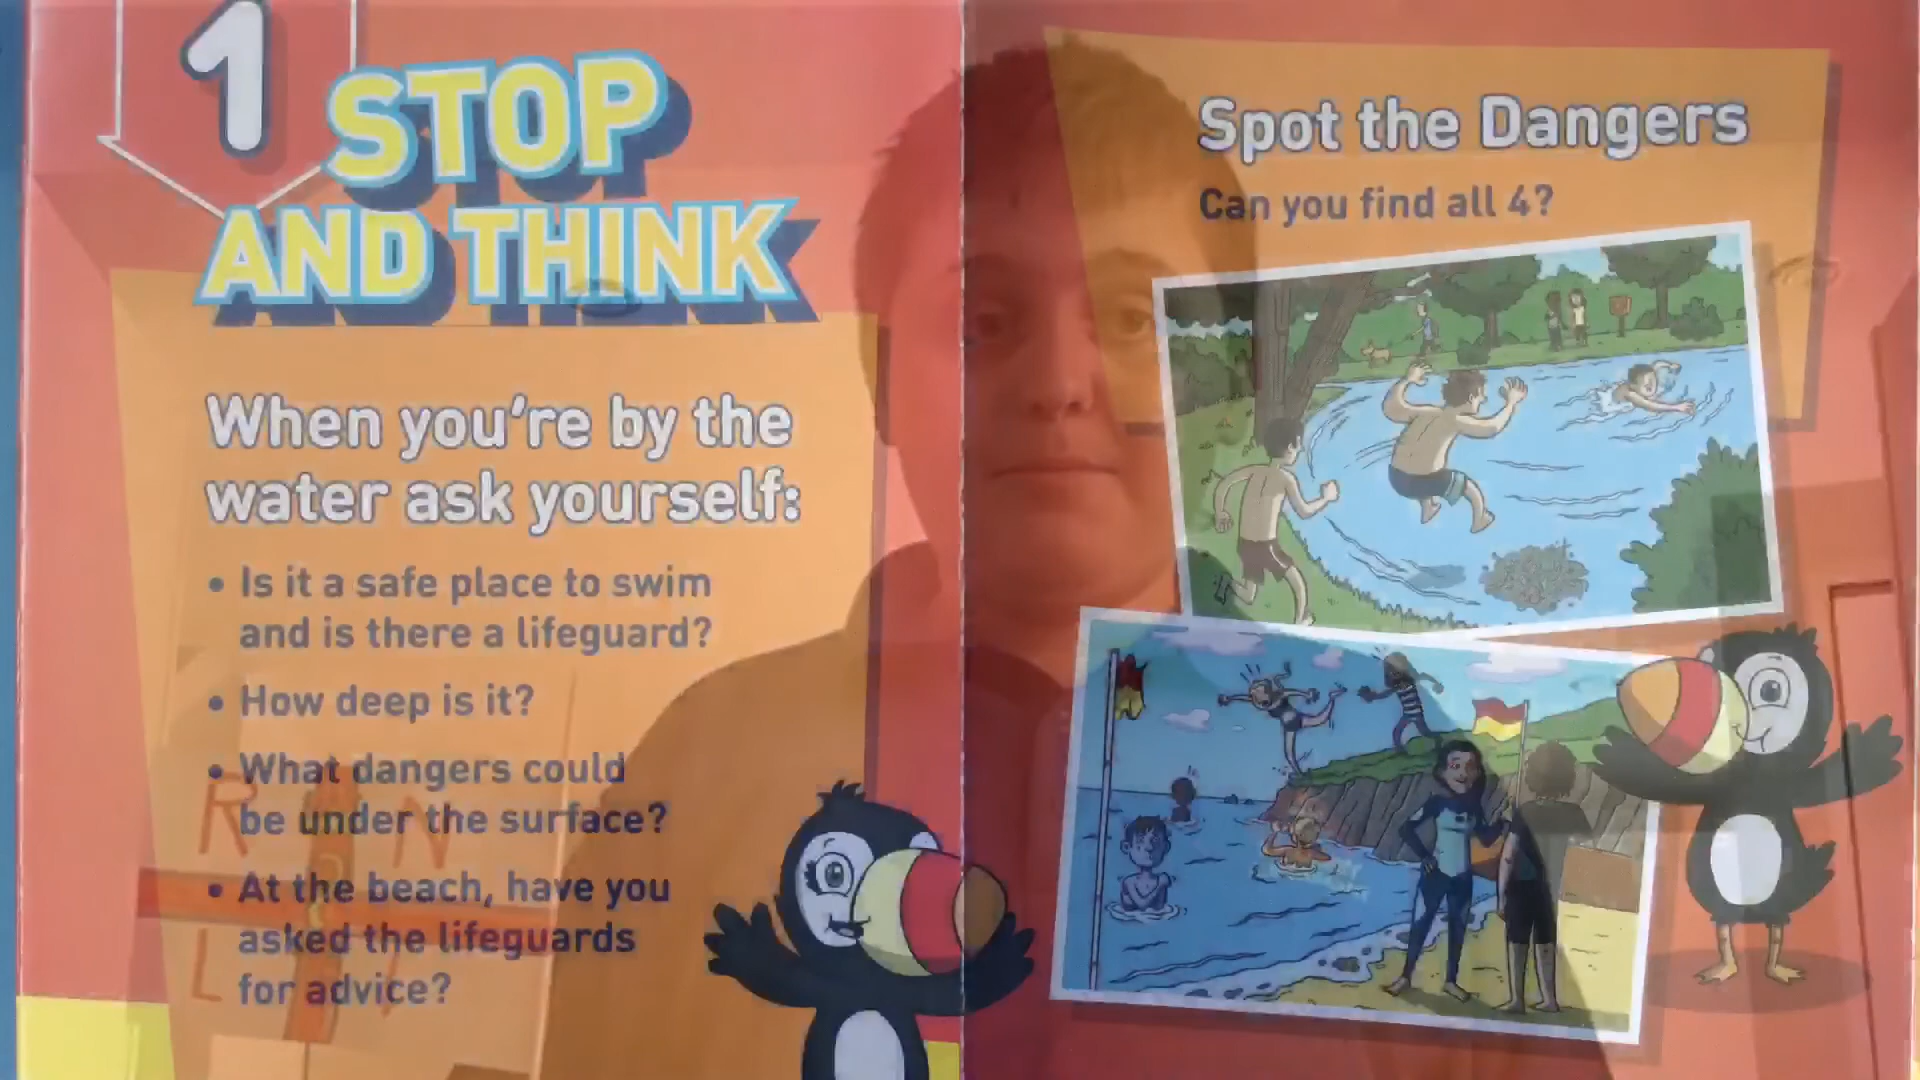 1
STOP
AND THINK
When you're by the
water ask yourself:
• Is it a safe place to swim
and is there a lifeguard?
• How deep is it?
• What dangers could
be under the surface?
• At the beach, have you
asked the lifeguards
for advice?
R N
L I
Spot the Dangers
Can you find all 4?